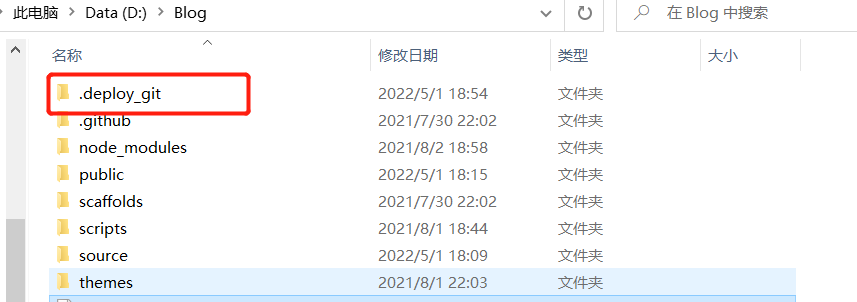 此电脑 > Data (D:) > Blog 在 Blog 中搜索
名称 修改日期 类型 大小
.deploy_git 2022/5/1 18:54 文件夹
.github 2021/7/30 22:02 文件夹
node_modules 2021/8/2 18:58 文件夹
public 2022/5/1 18:15 文件夹
scaffolds 2021/7/30 22:02 文件夹
scripts 2021/8/1 18:44 文件夹
source 2022/5/1 18:09 文件夹
themes 2021/8/1 22:03 文件夹